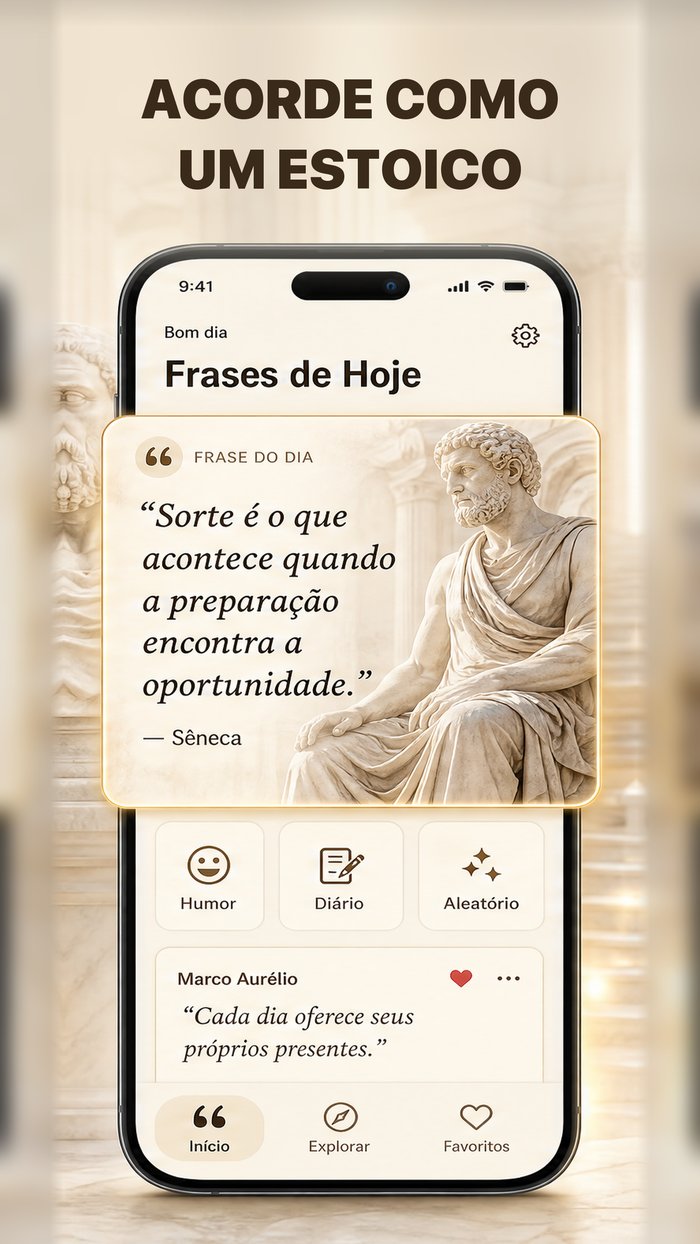 ACORDE COMO
UM ESTOICO
9:41
Bom dia
Frases de Hoje
FRASE DO DIA
“Sorte é o que
acontece quando
a preparação
encontra a
oportunidade.”
— Sêneca
Humor
Diário
Aleatório
Marco Aurélio
“Cada dia oferece seus
próprios presentes.”
Início
Explorar
Favoritos